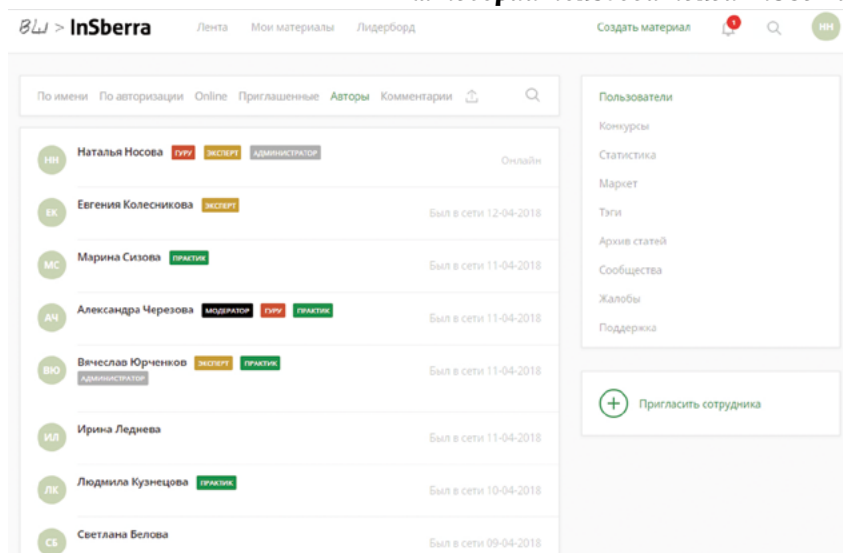 ВШ > InSberra Лента Мои материалы Лидерборд Создать материал 1 НН
По имени По авторизации Online Приглашенные Авторы Комментарии
НН Наталья Носова ГУРУ ЭКСПЕРТ АДМИНИСТРАТОР Онлайн
ЕК Евгения Колесникова ЭКСПЕРТ Был в сети 12-04-2018
МС Марина Сизова ПРАКТИК Был в сети 11-04-2018
АЧ Александра Черезова МОДЕРАТОР ГУРУ ПРАКТИК Был в сети 11-04-2018
ВЮ Вячеслав Юрченков ЭКСПЕРТ ПРАКТИК
АДМИНИСТРАТОР Был в сети 11-04-2018
ИЛ Ирина Леднева Был в сети 11-04-2018
ЛК Людмила Кузнецова ПРАКТИК Был в сети 10-04-2018
СБ Светлана Белова Был в сети 09-04-2018
Пользователи
Конкурсы
Статистика
Маркет
Тэги
Архив статей
Сообщества
Жалобы
Поддержка
Пригласить сотрудника